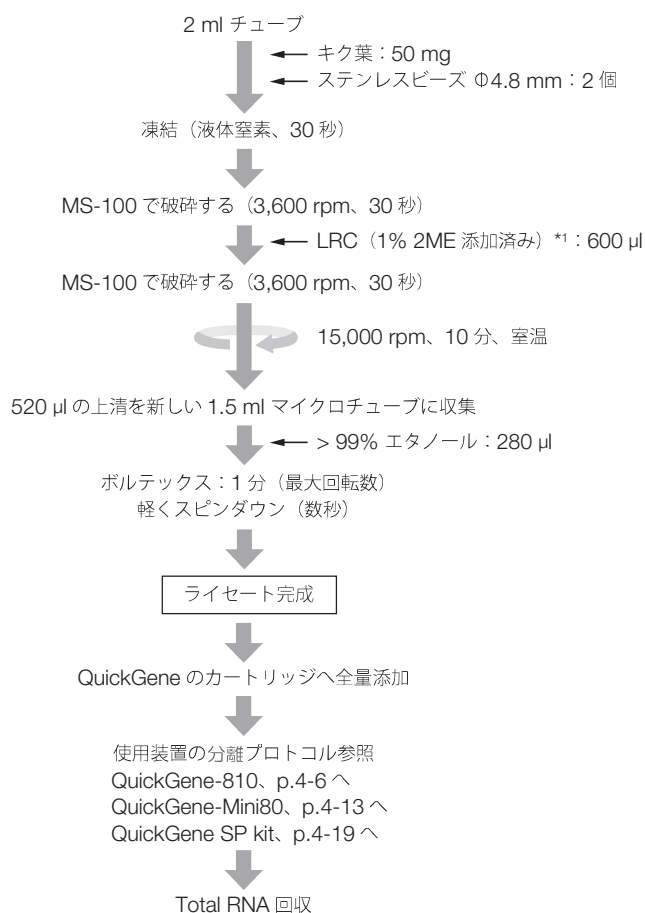 2 ml チューブ
キク葉：50 mg
ステンレスビーズ Φ4.8 mm：2 個
凍結（液体窒素、30 秒）
MS-100 で破砕する（3,600 rpm、30 秒）
LRC（1% 2ME 添加済み）*1：600 µl
MS-100 で破砕する（3,600 rpm、30 秒）
15,000 rpm、10 分、室温
520 µl の上清を新しい 1.5 ml マイクロチューブに収集
> 99% エタノール：280 µl
ボルテックス：1 分（最大回転数）
軽くスピンダウン（数秒）
ライセート完成
QuickGene のカートリッジへ全量添加
使用装置の分離プロトコル参照
QuickGene-810、p.4-6 へ
QuickGene-Mini80、p.4-13 へ
QuickGene SP kit、p.4-19 へ
Total RNA 回収